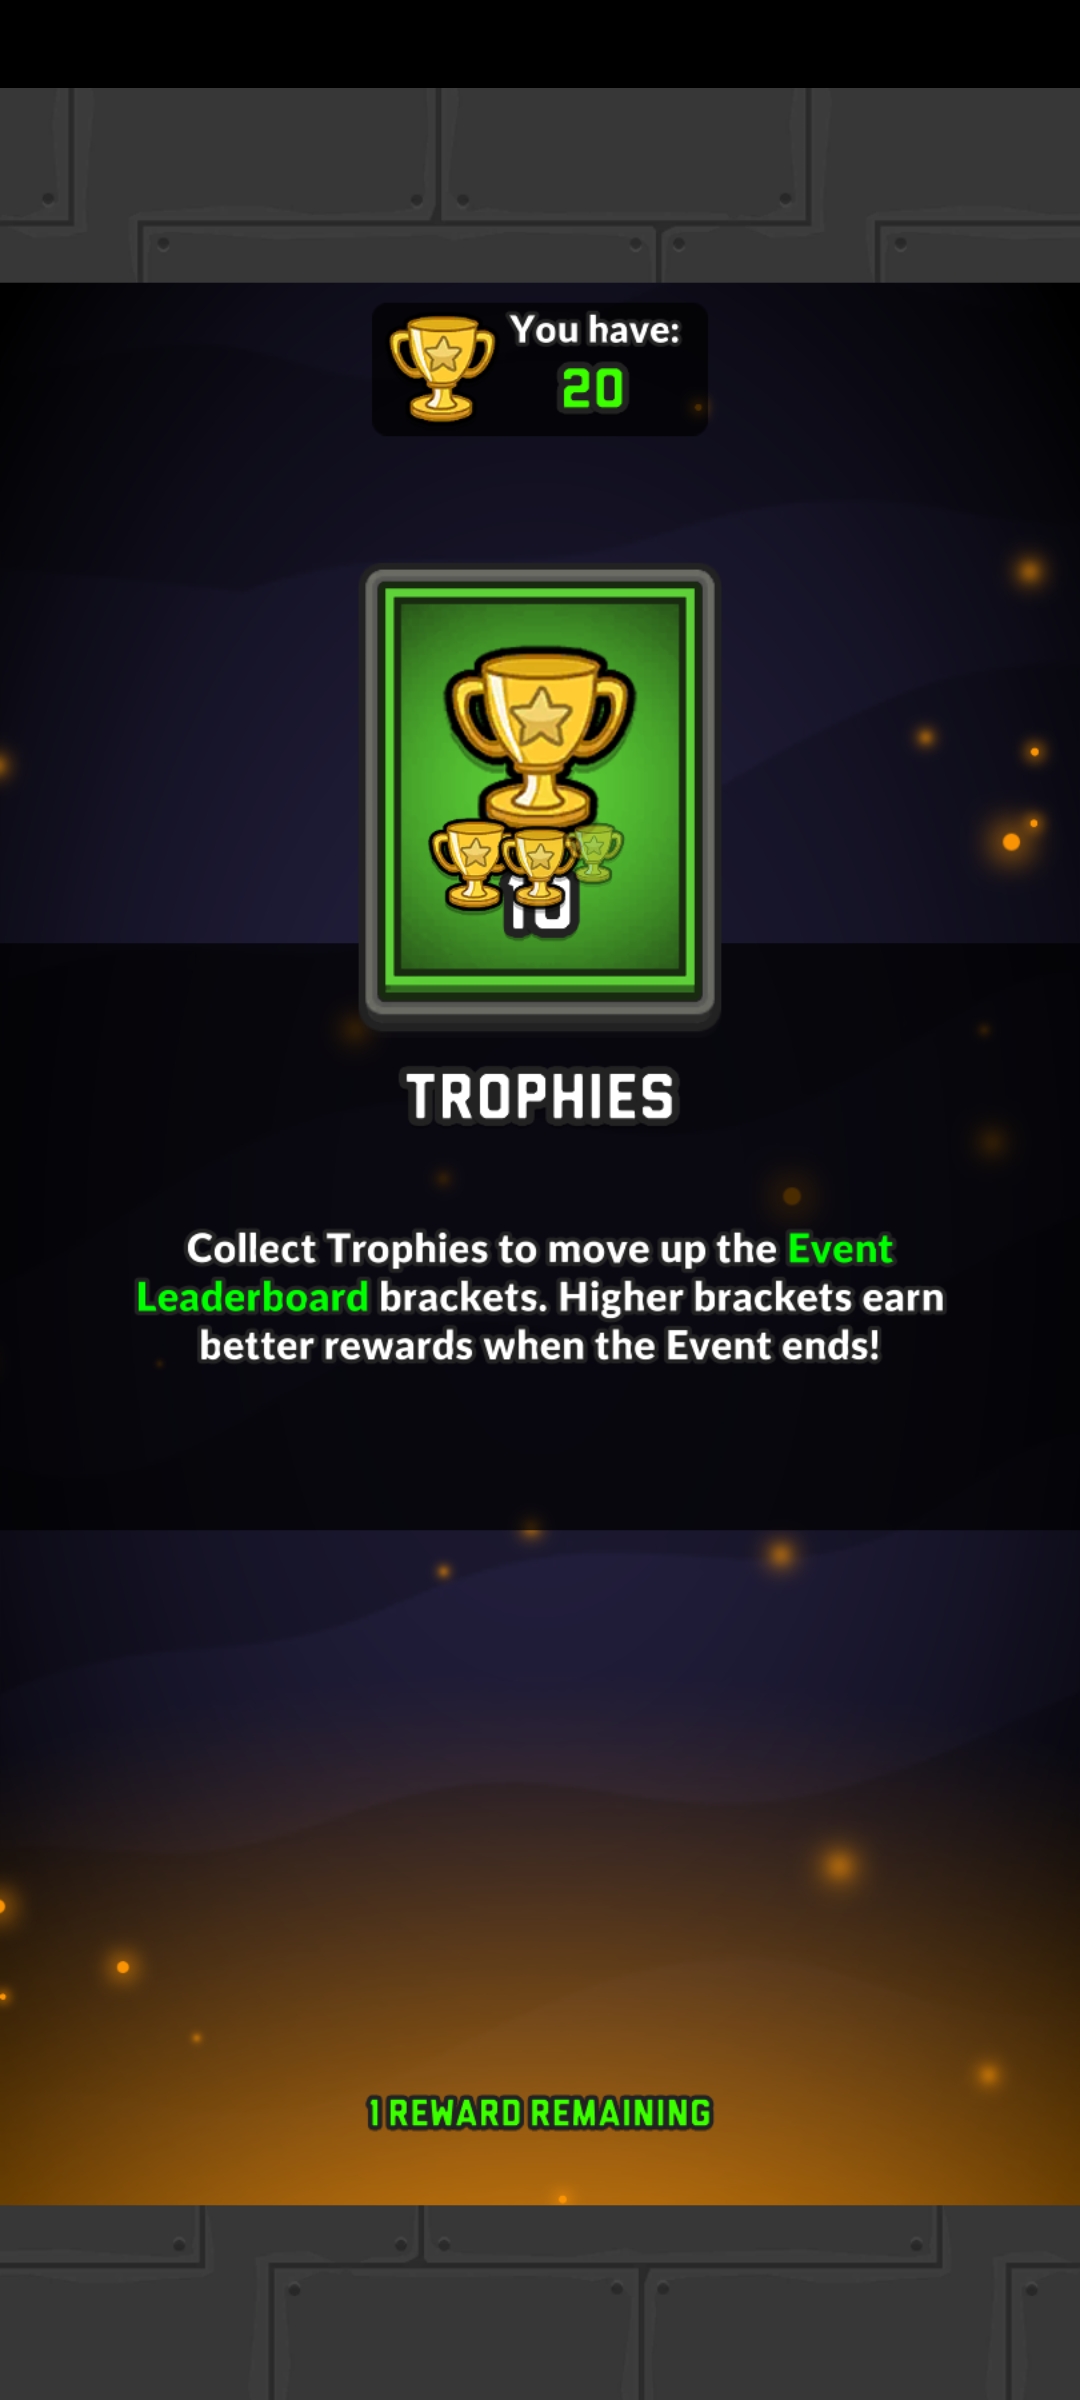 You have:
20
10
TROPHIES
Collect Trophies to move up the Event
Leaderboard brackets. Higher brackets earn
better rewards when the Event ends!
1 REWARD REMAINING